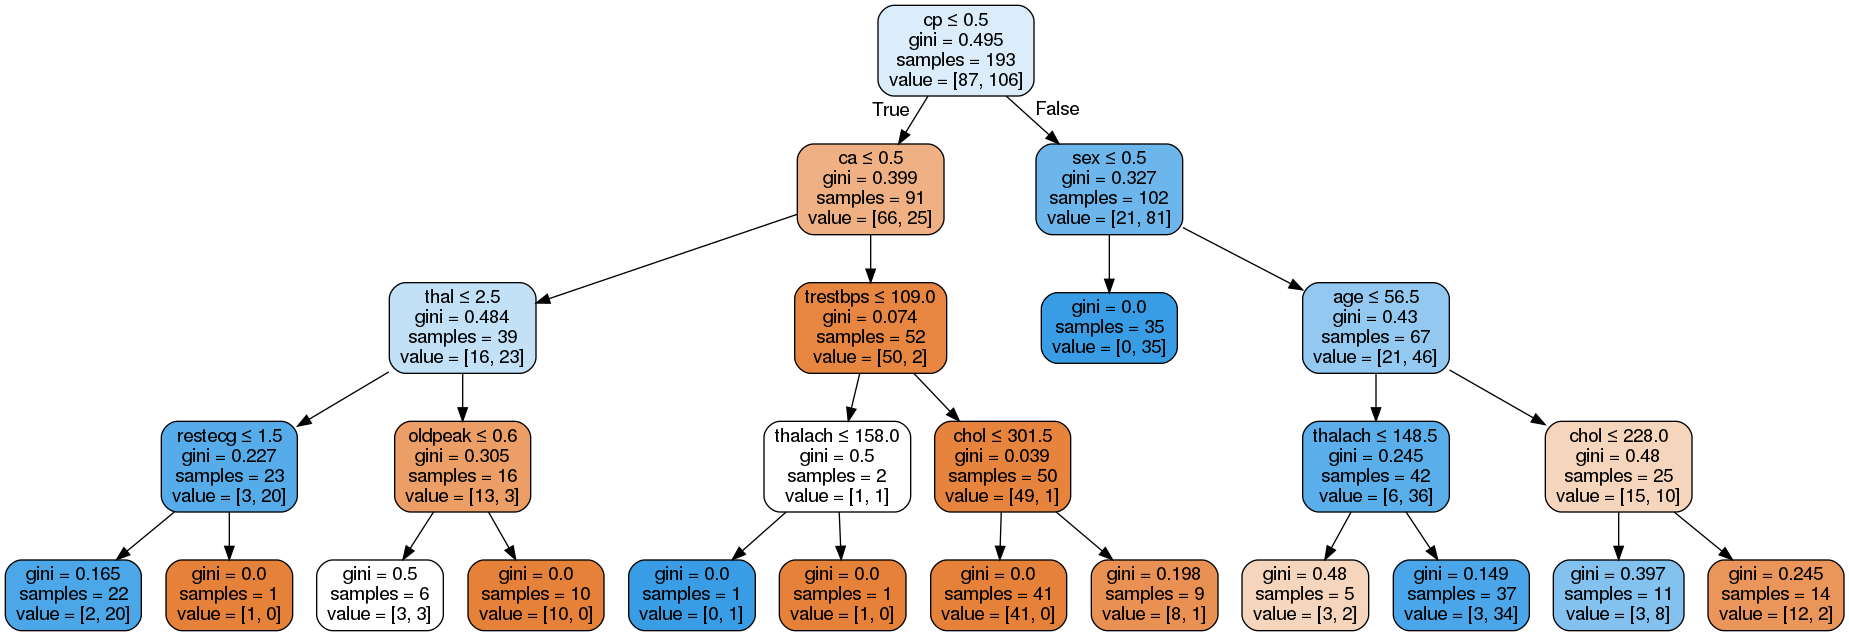 cp ≤ 0.5
gini = 0.495
samples = 193
value = [87, 106]
True
False
ca ≤ 0.5
gini = 0.399
samples = 91
value = [66, 25]
sex ≤ 0.5
gini = 0.327
samples = 102
value = [21, 81]
thal ≤ 2.5
gini = 0.484
samples = 39
value = [16, 23]
trestbps ≤ 109.0
gini = 0.074
samples = 52
value = [50, 2]
gini = 0.0
samples = 35
value = [0, 35]
age ≤ 56.5
gini = 0.43
samples = 67
value = [21, 46]
restecg ≤ 1.5
gini = 0.227
samples = 23
value = [3, 20]
oldpeak ≤ 0.6
gini = 0.305
samples = 16
value = [13, 3]
thalach ≤ 158.0
gini = 0.5
samples = 2
value = [1, 1]
chol ≤ 301.5
gini = 0.039
samples = 50
value = [49, 1]
thalach ≤ 148.5
gini = 0.245
samples = 42
value = [6, 36]
chol ≤ 228.0
gini = 0.48
samples = 25
value = [15, 10]
gini = 0.165
samples = 22
value = [2, 20]
gini = 0.0
samples = 1
value = [1, 0]
gini = 0.5
samples = 6
value = [3, 3]
gini = 0.0
samples = 10
value = [10, 0]
gini = 0.0
samples = 1
value = [0, 1]
gini = 0.0
samples = 1
value = [1, 0]
gini = 0.0
samples = 41
value = [41, 0]
gini = 0.198
samples = 9
value = [8, 1]
gini = 0.48
samples = 5
value = [3, 2]
gini = 0.149
samples = 37
value = [3, 34]
gini = 0.397
samples = 11
value = [3, 8]
gini = 0.245
samples = 14
value = [12, 2]